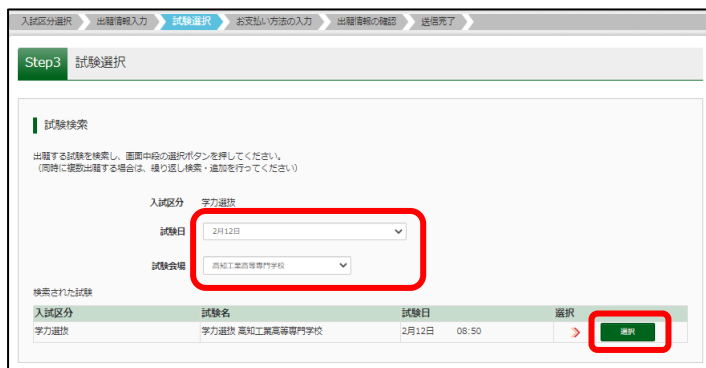 入試区分選択 出願情報入力 試験選択 お支払い方法の入力 出願情報の確認 送信完了
Step3 試験選択
試験検索
出願する試験を検索し、画面中段の選択ボタンを押してください。
(同時に複数出願する場合は、繰り返し検索・追加を行ってください)
入試区分 学力選抜
試験日 2月12日
試験会場 高知工業高等専門学校
検索された試験
入試区分 試験名 試験日 選択
学力選抜 学力選抜 高知工業高等専門学校 2月12日 08:50 選択